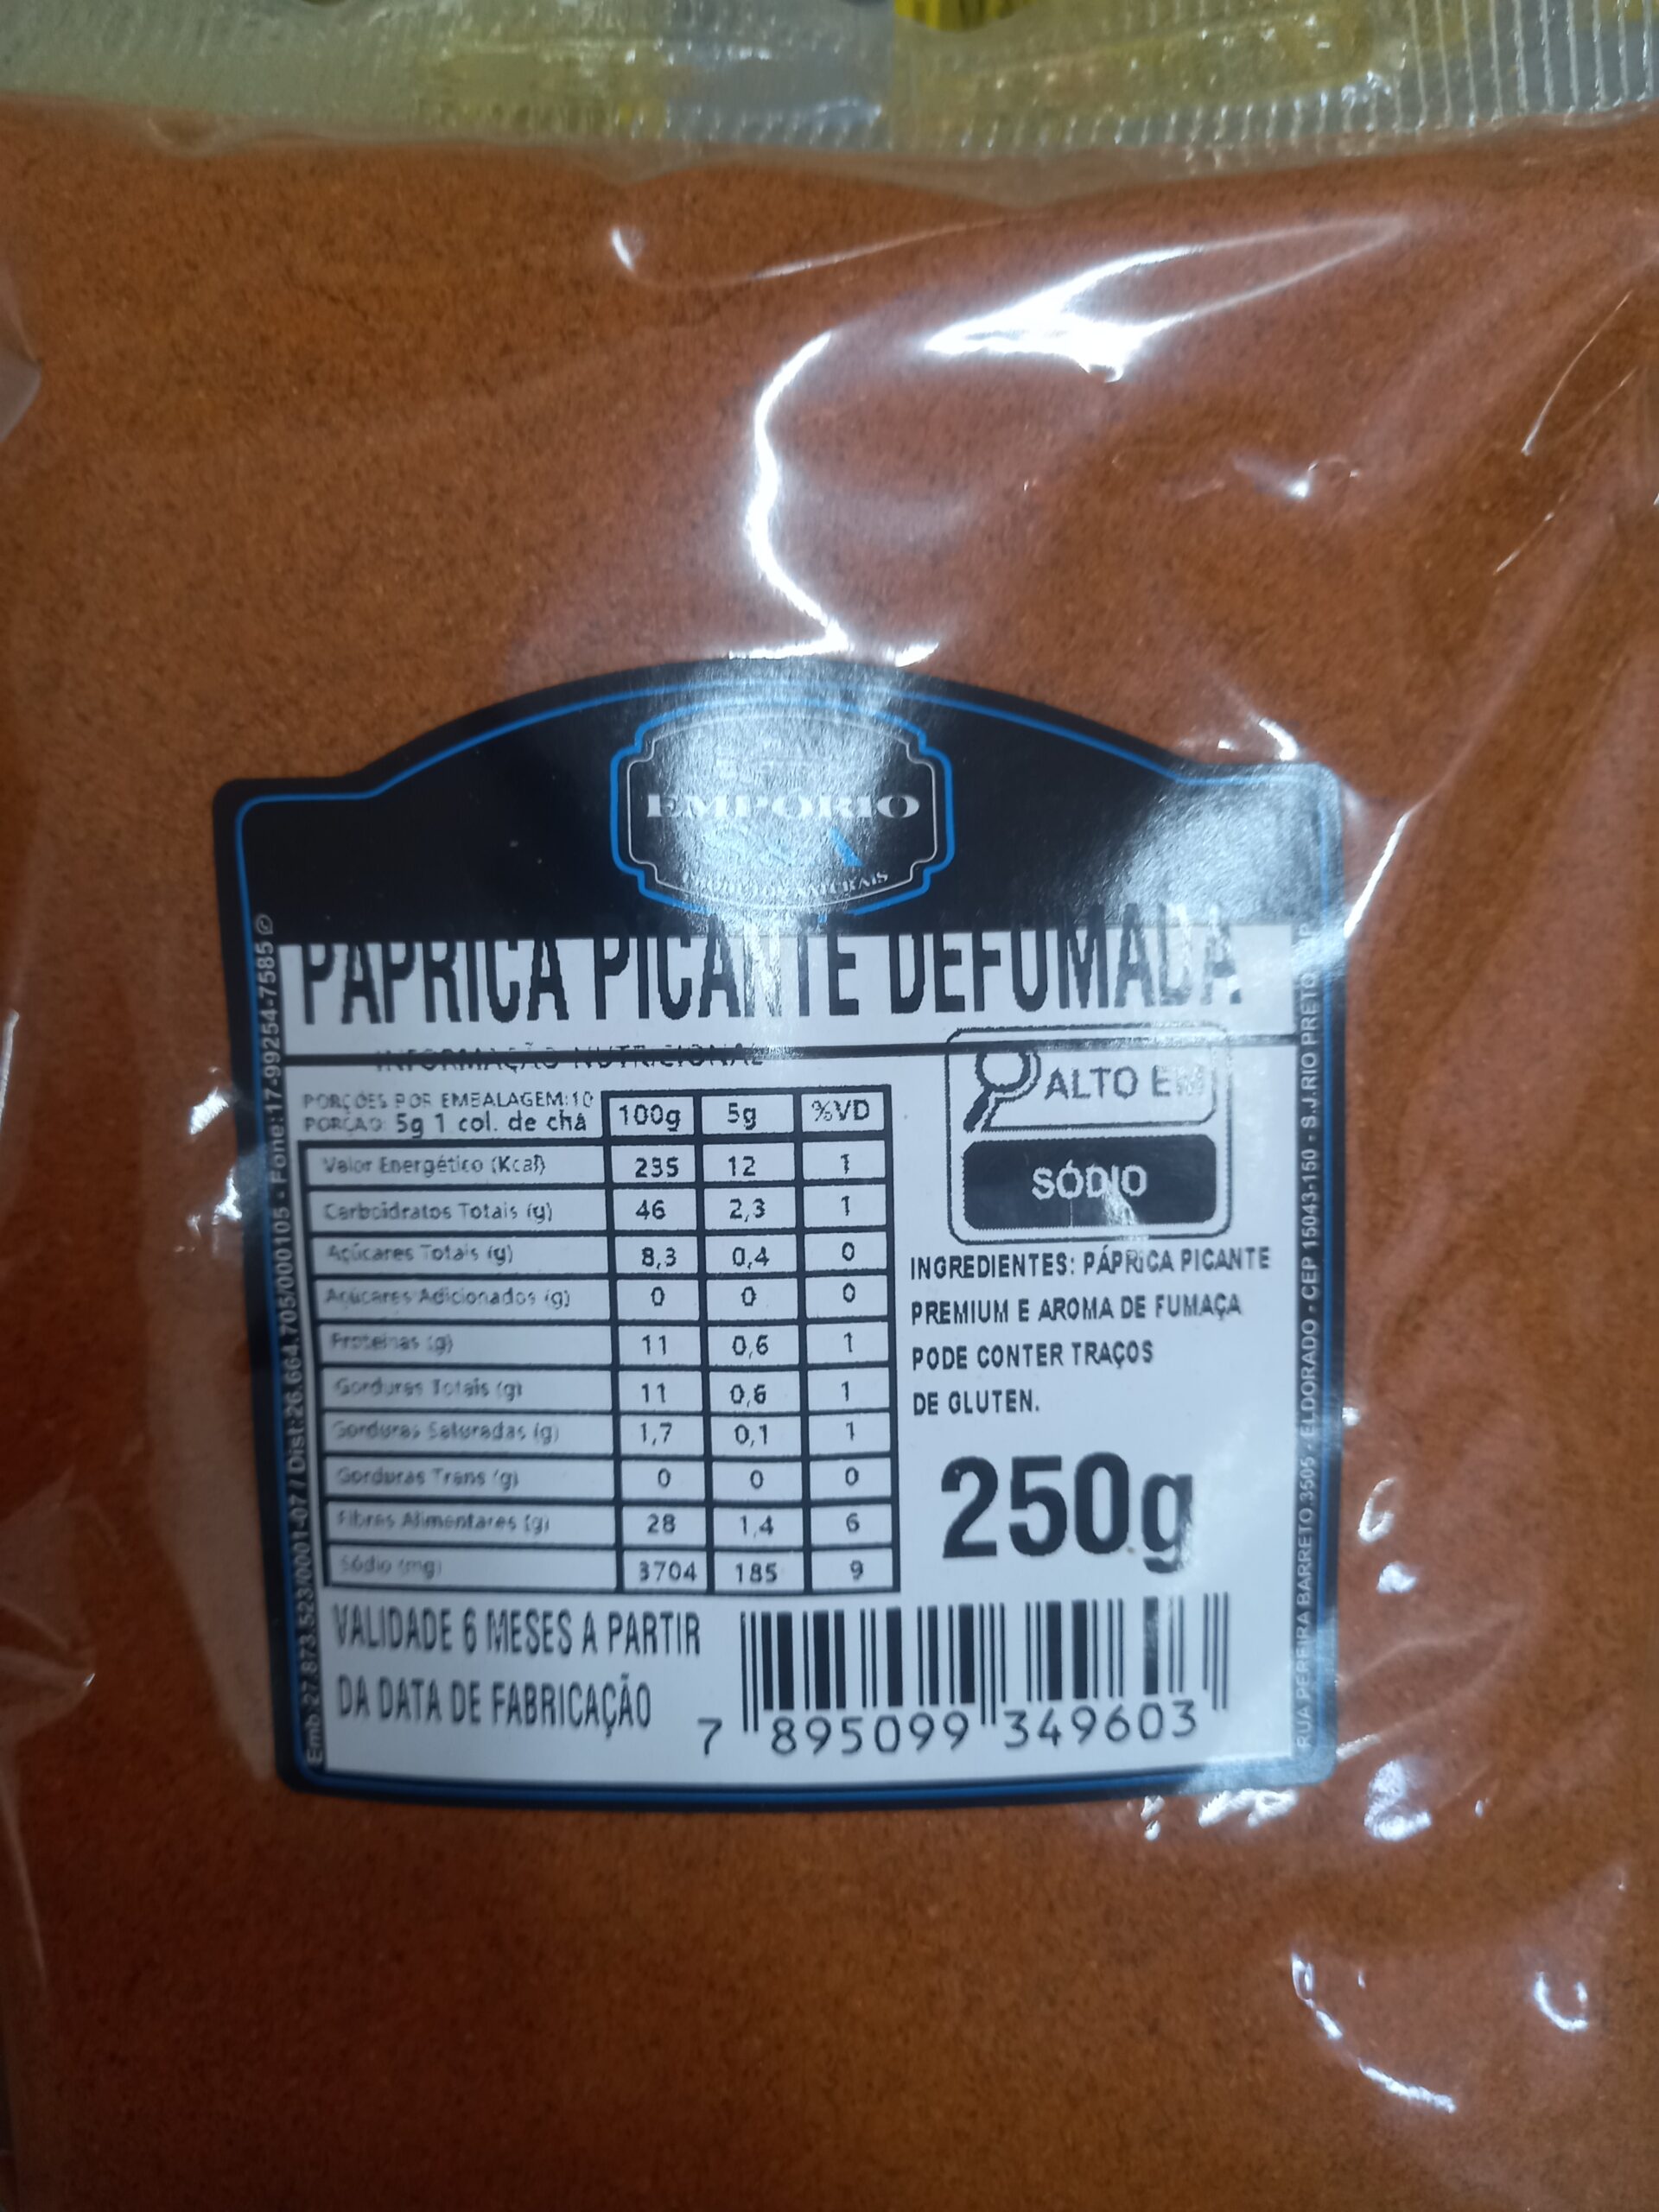 EMPÓRIO
PRODUTOS NATURAIS
PÁPRICA PICANTE DEFUMADA
INFORMAÇÃO NUTRICIONAL
PORÇÕES POR EMBALAGEM:10
PORÇÃO: 5g 1 col. de chá 100g 5g %VD
Valor Energético (Kcal) 235 12 1
Carboidratos Totais (g) 46 2,3 1
Açúcares Totais (g) 8,3 0,4 0
Açúcares Adicionados (g) 0 0 0
Proteínas (g) 11 0,6 1
Gorduras Totais (g) 11 0,6 1
Gorduras Saturadas (g) 1,7 0,1 1
Gorduras Trans (g) 0 0 0
Fibras Alimentares (g) 28 1,4 6
Sódio (mg) 3704 185 9
ALTO EM
SÓDIO
INGREDIENTES: PÁPRICA PICANTE
PREMIUM E AROMA DE FUMAÇA
PODE CONTER TRAÇOS
DE GLUTEN.
250g
VALIDADE 6 MESES A PARTIR
DA DATA DE FABRICAÇÃO
7 895099 349603
Emb 27.873.523/0001-07 / Dist:26.664.705/000105 - Fone:17-99254-7585
RUA PEREIRA BARRETO 3505 - ELDORADO - CEP 15043-150 - S.J.RIO PRETO